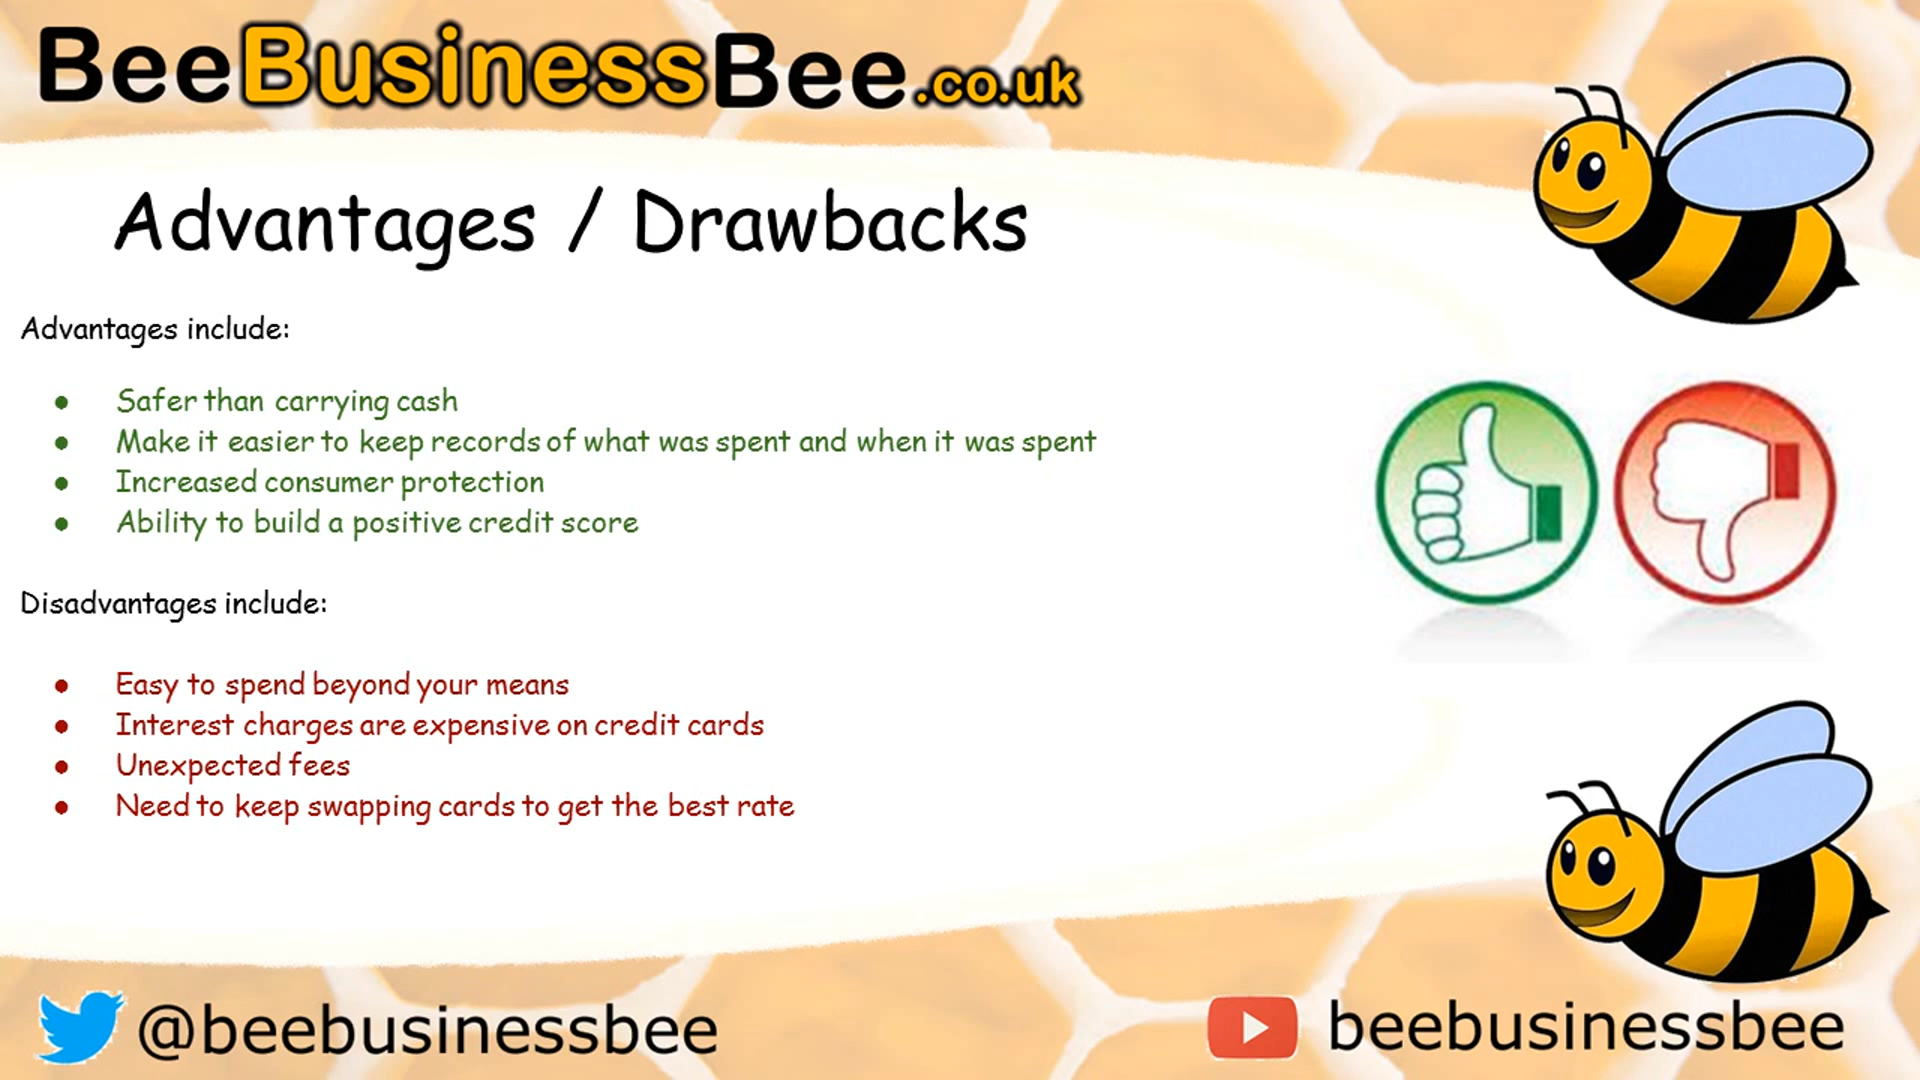 BeeBusinessBee.co.uk
Advantages / Drawbacks
Advantages include:
● Safer than carrying cash
● Make it easier to keep records of what was spent and when it was spent
● Increased consumer protection
● Ability to build a positive credit score
Disadvantages include:
● Easy to spend beyond your means
● Interest charges are expensive on credit cards
● Unexpected fees
● Need to keep swapping cards to get the best rate
@beebusinessbee
beebusinessbee